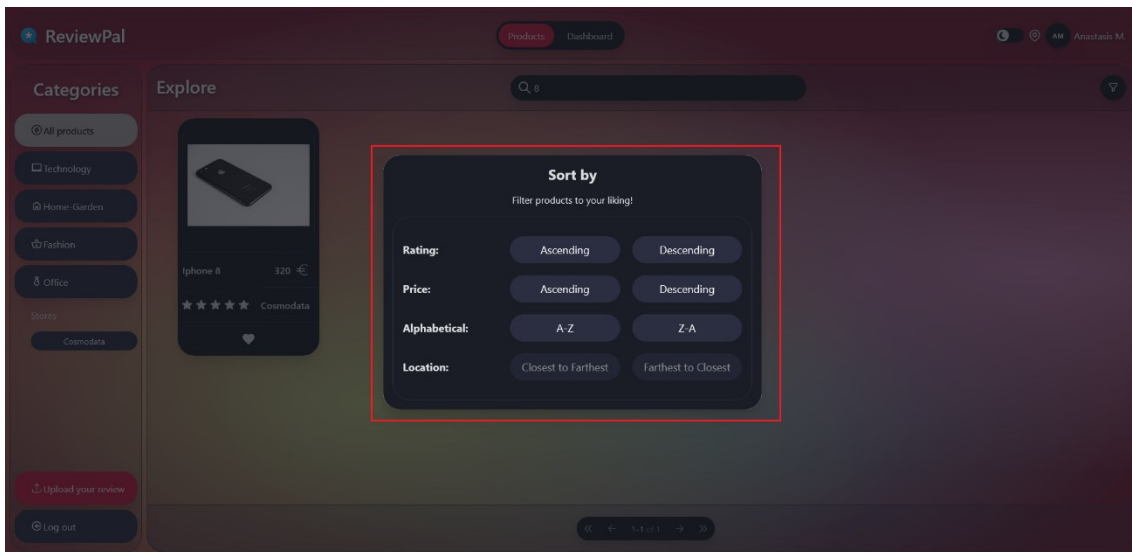 ReviewPal
Products Dashboard
AM Anastasis M.
Categories
Explore
8
All products
Technology
Home-Garden
Fashion
Office
Stores
Cosmodata
Iphone 8 320 €
Cosmodata
Sort by
Filter products to your liking!
Rating: Ascending Descending
Price: Ascending Descending
Alphabetical: A-Z Z-A
Location: Closest to Farthest Farthest to Closest
Upload your review
Log out
1-1 of 1